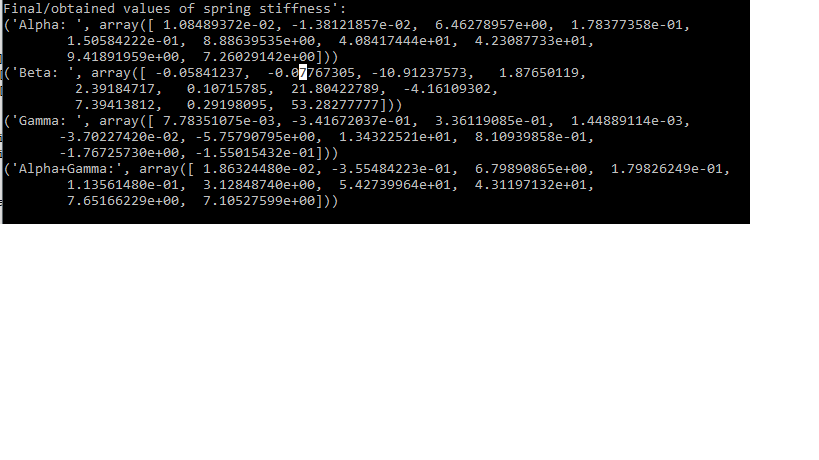 Final/obtained values of spring stiffness':
('Alpha: ', array([ 1.08489372e-02, -1.38121857e-02, 6.46278957e+00, 1.78377358e-01,
1.50584222e-01, 8.88639535e+00, 4.08417444e+01, 4.23087733e+01,
9.41891959e+00, 7.26029142e+00]))
('Beta: ', array([ -0.05841237, -0.07767305, -10.91237573, 1.87650119,
2.39184717, 0.10715785, 21.80422789, -4.16109302,
7.39413812, 0.29198095, 53.28277777]))
('Gamma: ', array([ 7.78351075e-03, -3.41672037e-01, 3.36119085e-01, 1.44889114e-03,
-3.70227420e-02, -5.75790795e+00, 1.34322521e+01, 8.10939858e-01,
-1.76725730e+00, -1.55015432e-01]))
('Alpha+Gamma:', array([ 1.86324480e-02, -3.55484223e-01, 6.79890865e+00, 1.79826249e-01,
1.13561480e-01, 3.12848740e+00, 5.42739964e+01, 4.31197132e+01,
7.65166229e+00, 7.10527599e+00]))